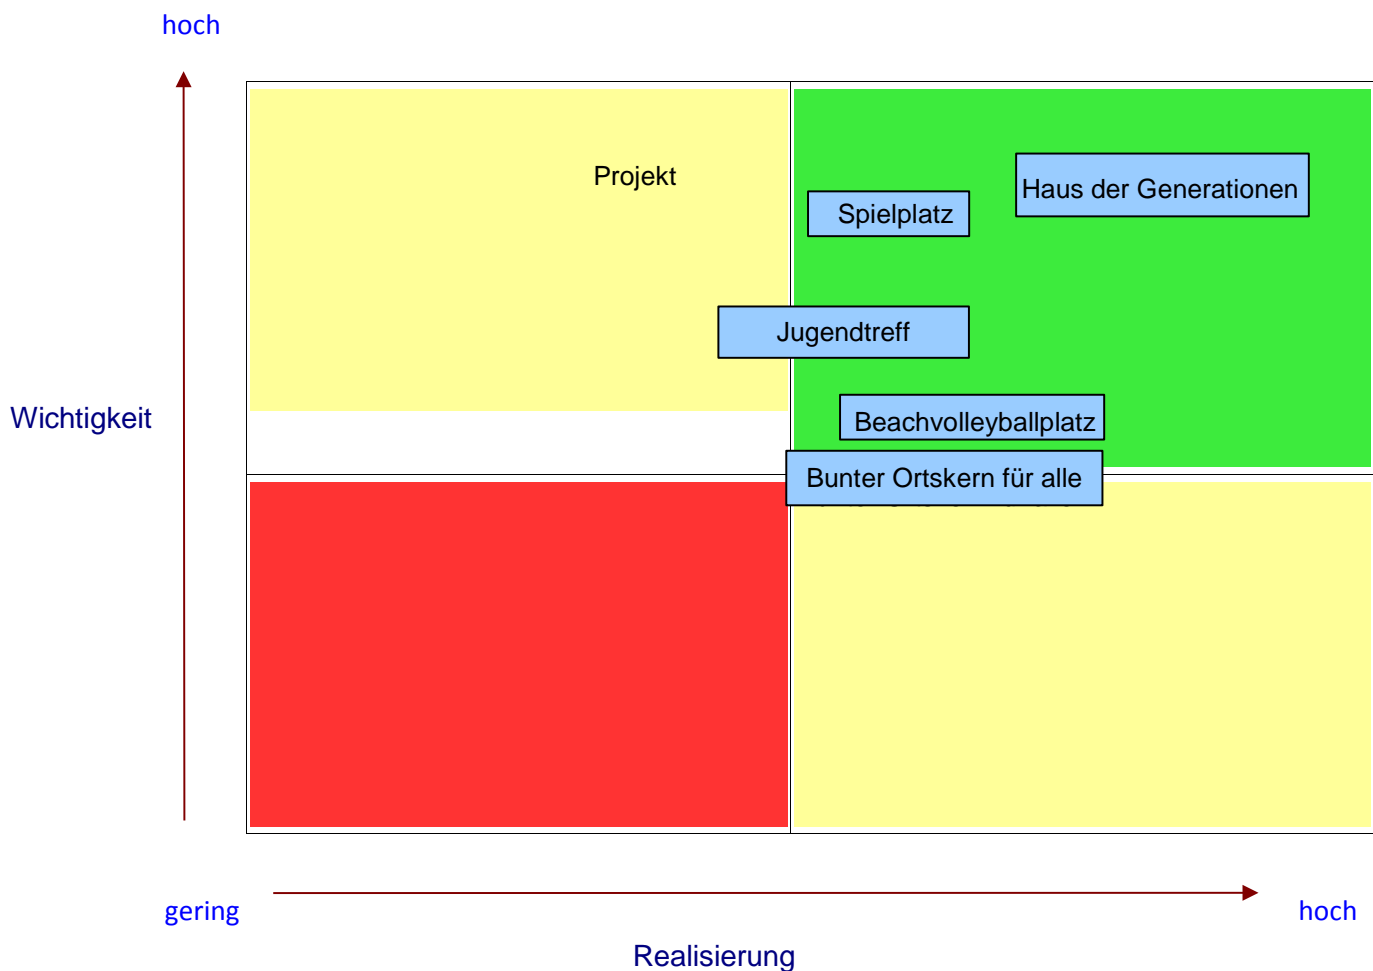 hoch
Projekt
Haus der Generationen
Spielplatz
Jugendtreff
Wichtigkeit
Beachvolleyballplatz
Bunter Ortskern für alle
gering
hoch
Realisierung